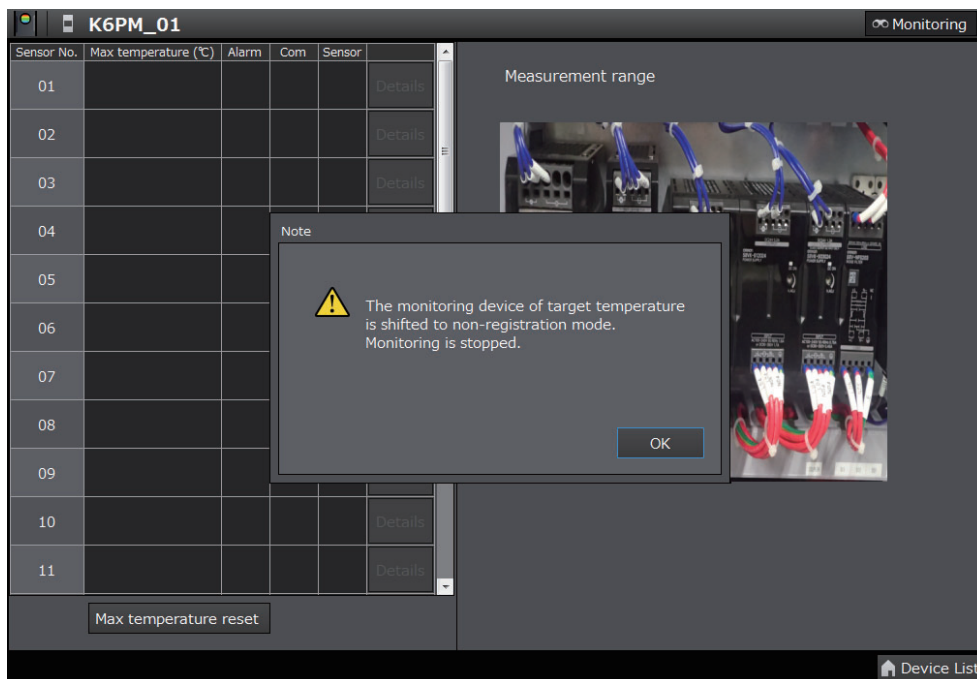 K6PM_01
Monitoring
Sensor No. Max temperature (℃) Alarm Com Sensor
Measurement range
01 Details
02 Details
03 Details
04
05
06
07
08
09
10 Details
11 Details
Note
The monitoring device of target temperature
is shifted to non-registration mode.
Monitoring is stopped.
OK
Max temperature reset
Device List